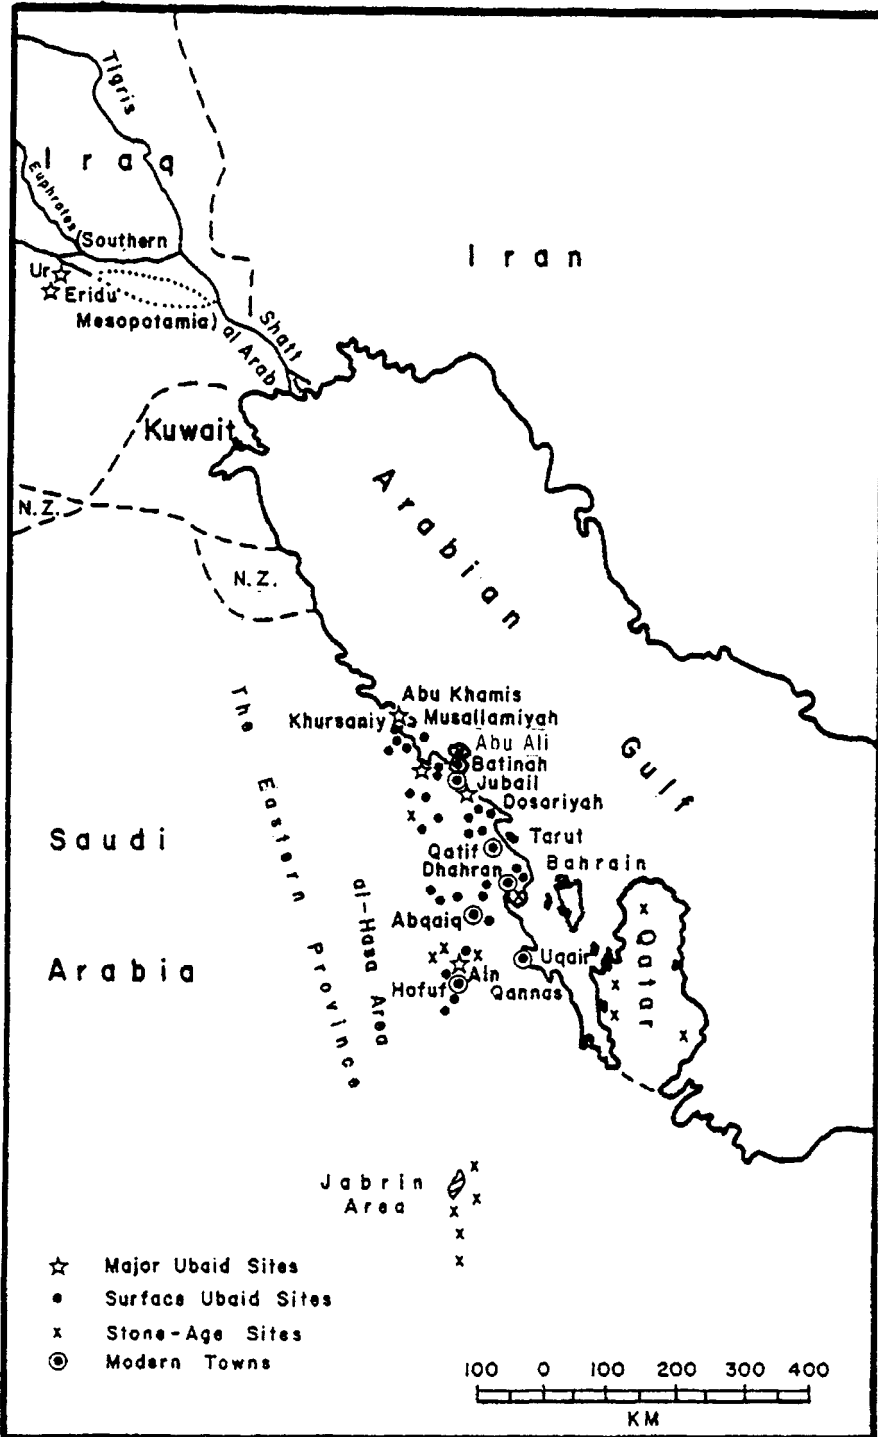 Tigris
Iraq
Euphrates
(Southern
Ur
Eridu
Mesopotamia)
Shatt
al Arab
Iran
Kuwait
N.Z.
N.Z.
Arabian
Gulf
The Eastern Province
Abu Khamis
Khursaniy
Musallamiyah
Abu Ali
Batinah
Jubail
Dosariyah
Saudi
Arabia
Tarut
Qatif
Dhahran
Bahrain
al-Hasa Area
Abqaiq
Qatar
Uqair
Ain
Qannas
Hofuf
Jabrin
Area
Major Ubaid Sites
Surface Ubaid Sites
x Stone-Age Sites
Modern Towns
100 0 100 200 300 400
KM